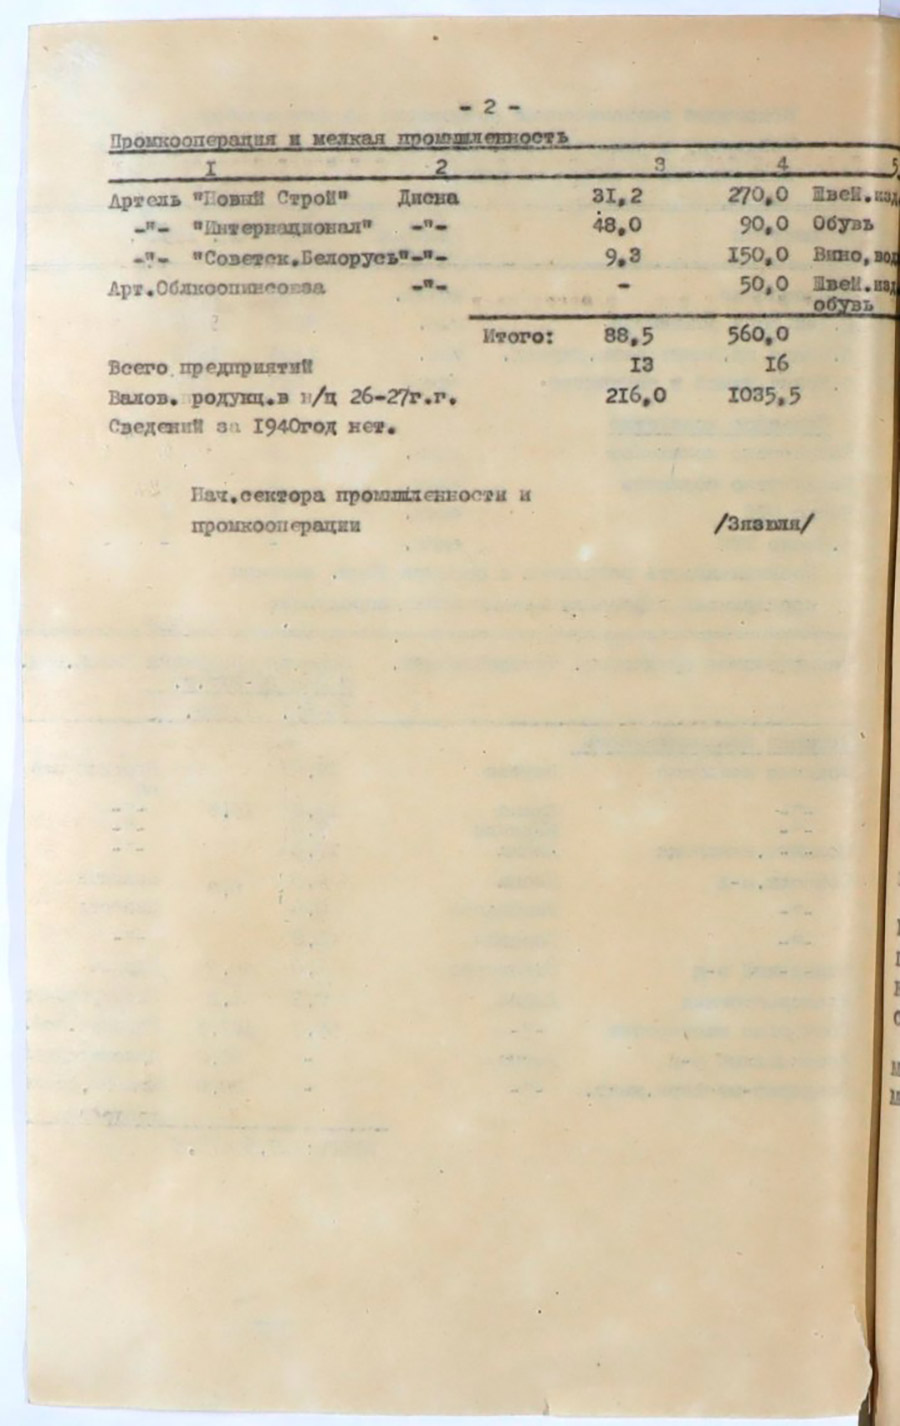 - 2 -
Промкооперация и мелкая промышленность
I 2 3 4 5
Артель "Новый Строй" Дисна 31,2 270,0 Швей.изд.
-"- "Интернационал" -"- 48,0 90,0 Обувь
-"- "Советск.Белорусь"-"- 9,3 150,0 Вино, вод
Арт.Облкоопинсоюза -"- - 50,0 Швей.изд
обувь
Итого: 88,5 560,0
Всего предприятий 13 16
Валов. родукц.в н/ц 26-27г.г. 216,0 1035,5
Сведений за 1940год нет.
Нач.сектора промышленности и
промкооперации /Зязюля/